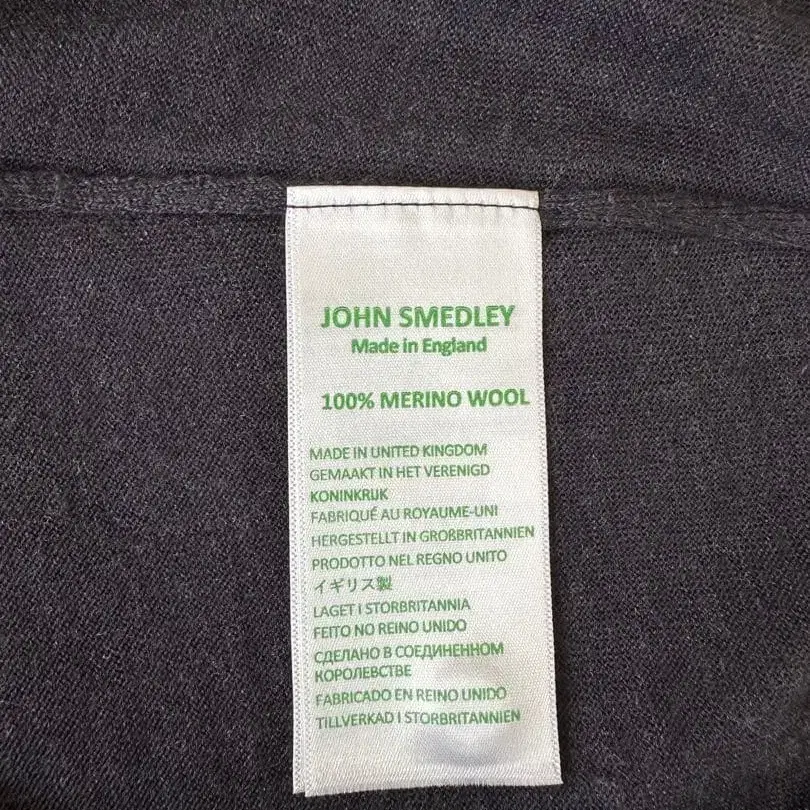 JOHN SMEDLEY
Made in England
100% MERINO WOOL
MADE IN UNITED KINGDOM
GEMAAKT IN HET VERENIGD
KONINKRIJK
FABRIQUÉ AU ROYAUME-UNI
HERGESTELLT IN GROßBRITANNIEN
PRODOTTO NEL REGNO UNITO
イギリス製
LAGET I STORBRITANNIA
FEITO NO REINO UNIDO
СДЕЛАНО В СОЕДИНЕННОМ
КОРОЛЕВСТВЕ
FABRICADO EN REINO UNIDO
TILLVERKAD I STORBRITANNIEN